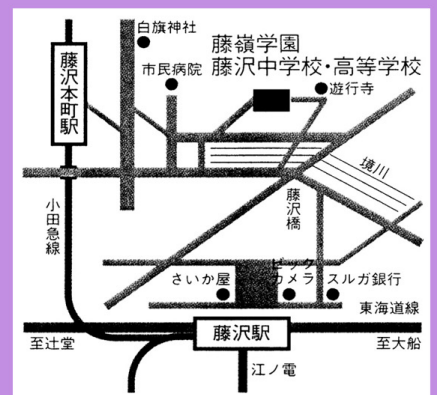 白旗神社
藤嶺学園
藤沢中学校・高等学校
市民病院
遊行寺
藤沢本町駅
境川
藤沢橋
小田急線
さいか屋
ビック
カメラ
スルガ銀行
東海道線
藤沢駅
至辻堂
至大船
江ノ電